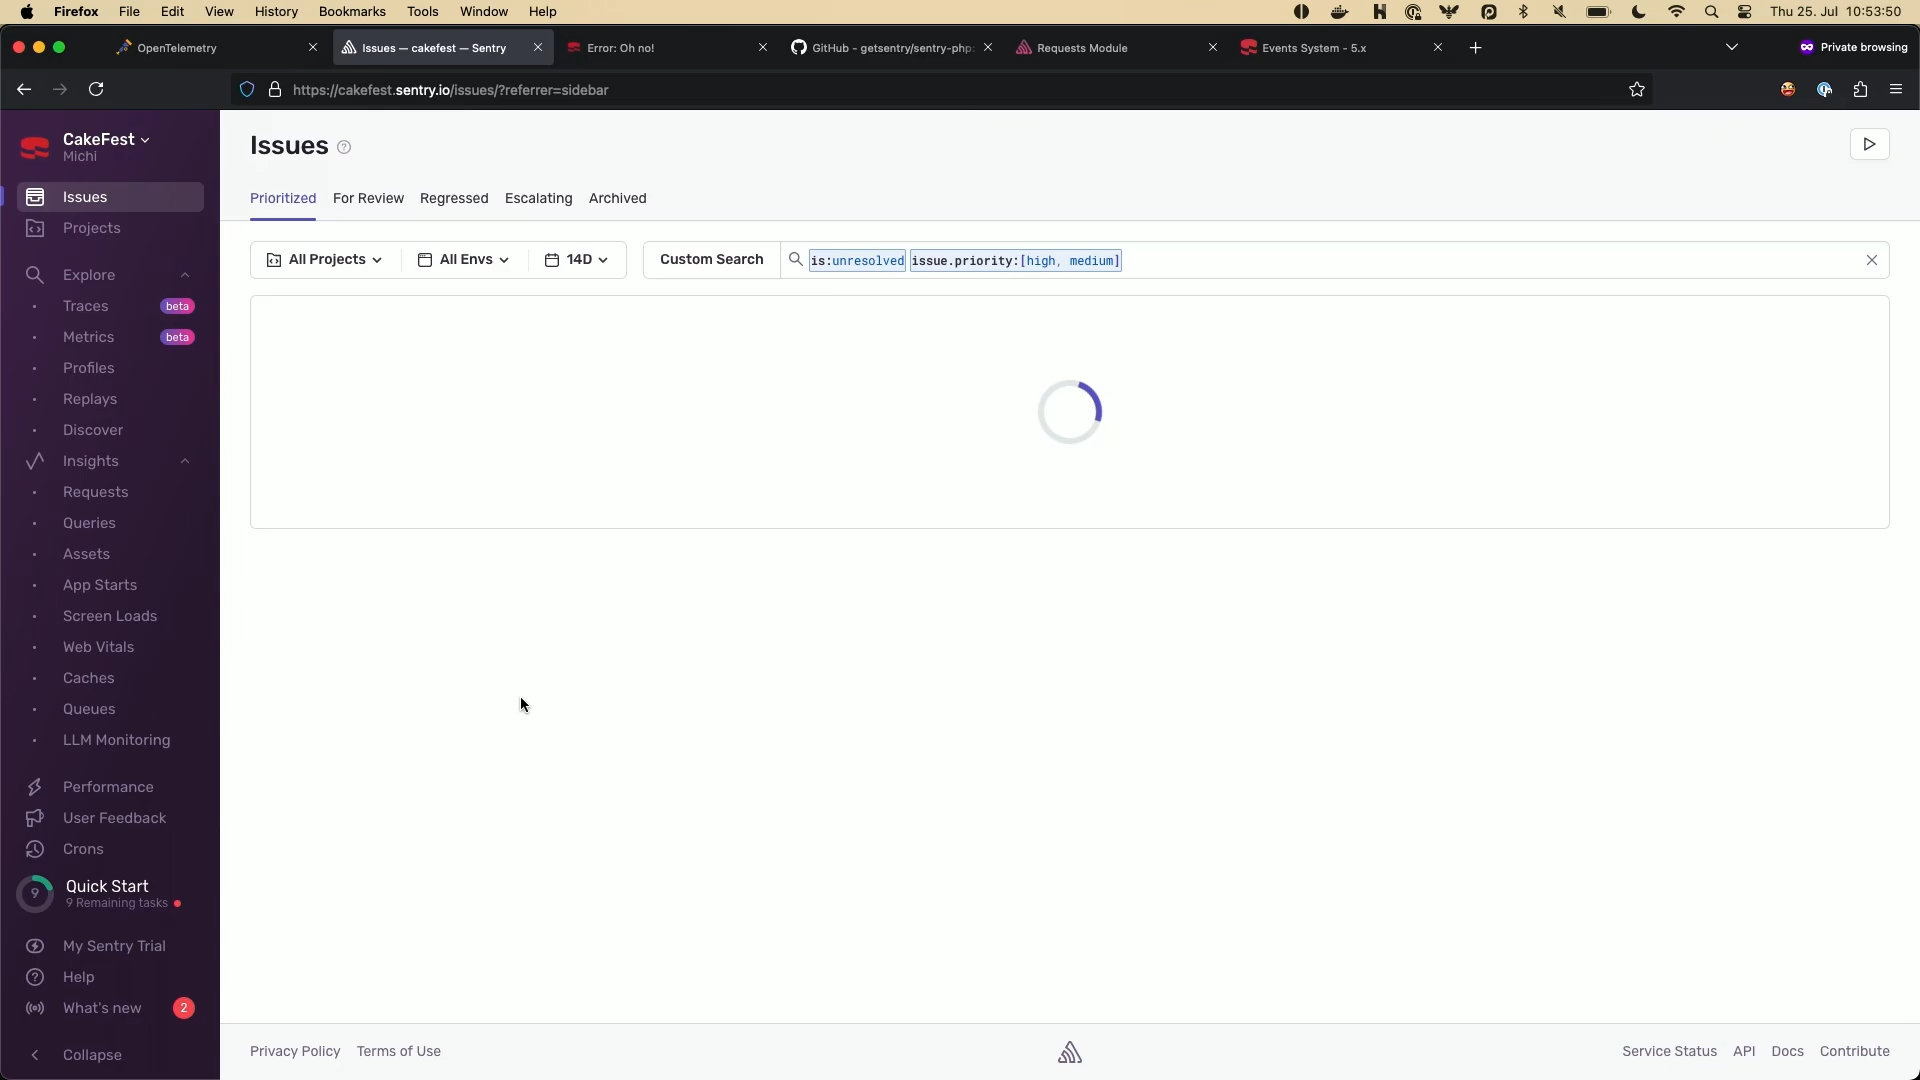 Firefox File Edit View History Bookmarks Tools Window Help Thu 25. Jul 10:53:50
OpenTelemetry Issues — cakefest — Sentry Error: Oh no! GitHub - getsentry/sentry-php: Requests Module Events System - 5.x Private browsing
https://cakefest.sentry.io/issues/?referrer=sidebar
CakeFest
Michi
Issues
Projects
Explore
Traces beta
Metrics beta
Profiles
Replays
Discover
Insights
Requests
Queries
Assets
App Starts
Screen Loads
Web Vitals
Caches
Queues
LLM Monitoring
Performance
User Feedback
Crons
9 Quick Start
9 Remaining tasks
My Sentry Trial
Help
What's new 2
Collapse
Issues
Prioritized For Review Regressed Escalating Archived
All Projects All Envs 14D Custom Search is:unresolved issue.priority:[high, medium]
Privacy Policy Terms of Use Service Status API Docs Contribute